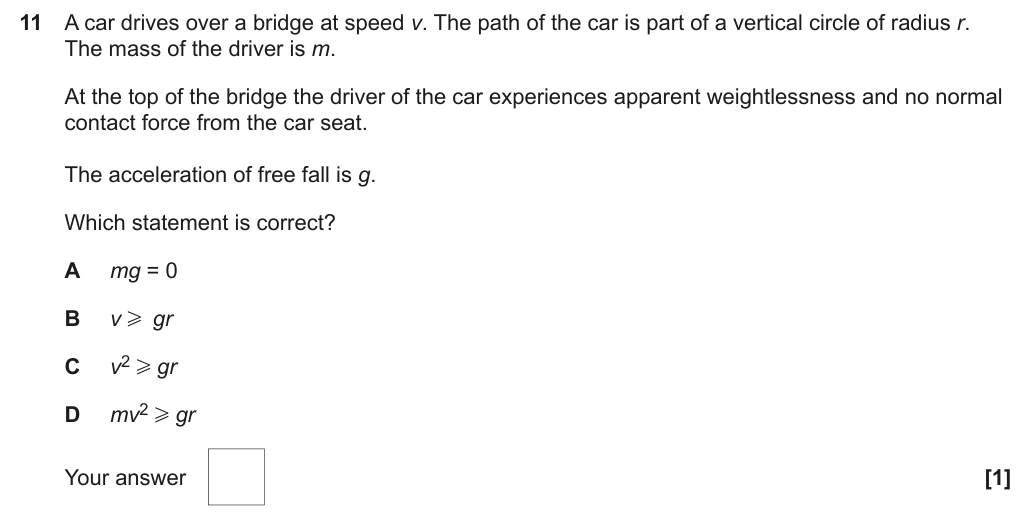 11 A car drives over a bridge at speed v. The path of the car is part of a vertical circle of radius r.
The mass of the driver is m.
At the top of the bridge the driver of the car experiences apparent weightlessness and no normal
contact force from the car seat.
The acceleration of free fall is g.
Which statement is correct?
A mg = 0
B v ⩾ gr
C v² ⩾ gr
D mv² ⩾ gr
Your answer [1]